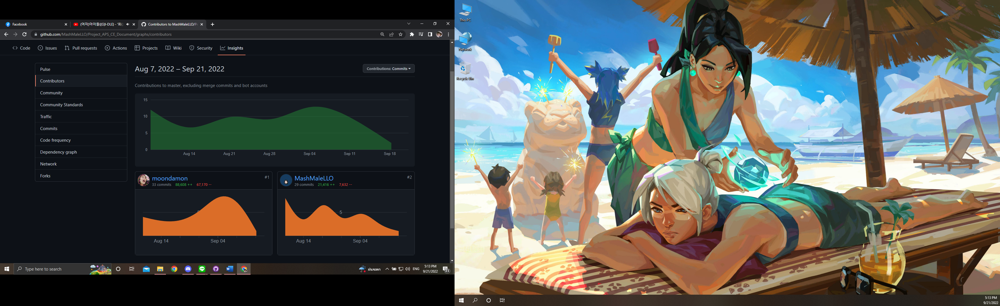 Facebook
(여자)아이들((G)I-DLE) - '화(
Contributors to MashMaleLLO/Pr
github.com/MashMaleLLO/Project_APS_CE_Document/graphs/contributors
Code
Issues
Pull requests
Actions
Projects
Wiki
Security
Insights
Pulse
Contributors
Community
Community Standards
Traffic
Commits
Code frequency
Dependency graph
Network
Forks
Aug 7, 2022 – Sep 21, 2022
Contributions: Commits
Contributions to master, excluding merge commits and bot accounts
15
10
5
0
Aug 14 Aug 21 Aug 28 Sep 04 Sep 11 Sep 18
moondamon
#1
33 commits 88,608 ++ 67,170 --
5
Aug 14 Sep 04
MashMaleLLO
#2
29 commits 21,416 ++ 7,632 --
5
Aug 14 Sep 04
Type here to search
ฝนจะตก
ENG
5:13 PM
9/21/2022
23
This PC
Network
Recycle Bin
5:13 PM
9/21/2022